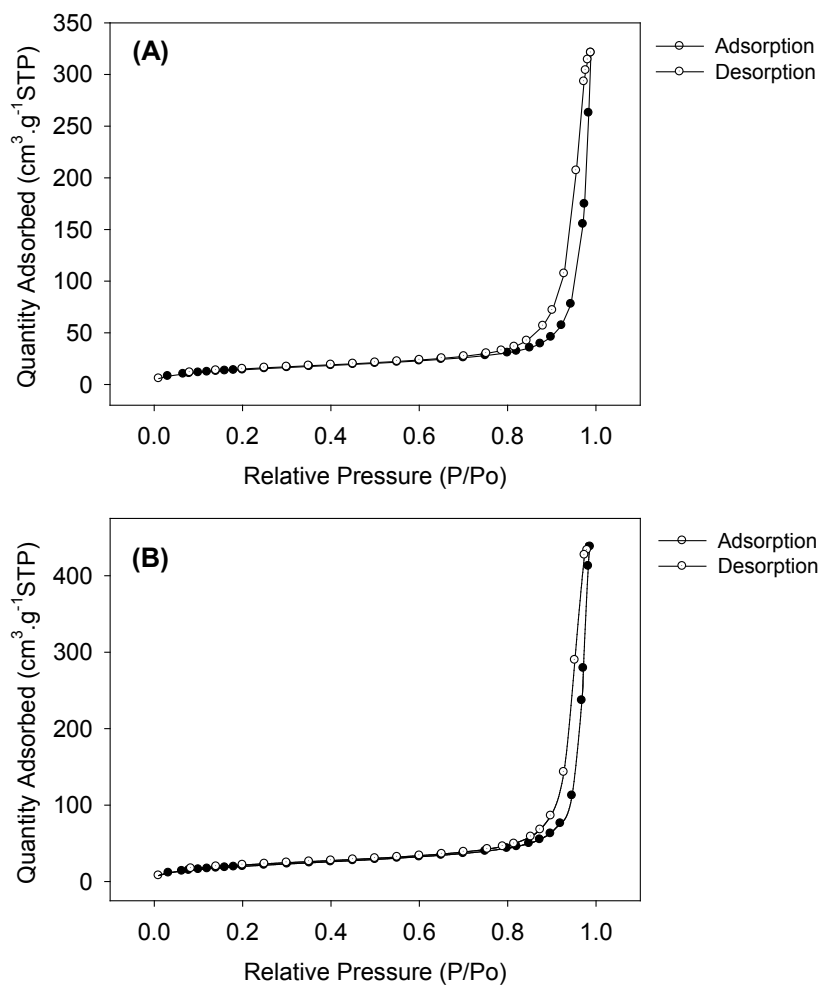 350
300
250
200
150
100
50
0
Quantity Adsorbed (cm³.g⁻¹STP)
(A)
Adsorption
Desorption
0.0 0.2 0.4 0.6 0.8 1.0
Relative Pressure (P/Po)
400
300
200
100
0
Quantity Adsorbed (cm³.g⁻¹STP)
(B)
Adsorption
Desorption
0.0 0.2 0.4 0.6 0.8 1.0
Relative Pressure (P/Po)